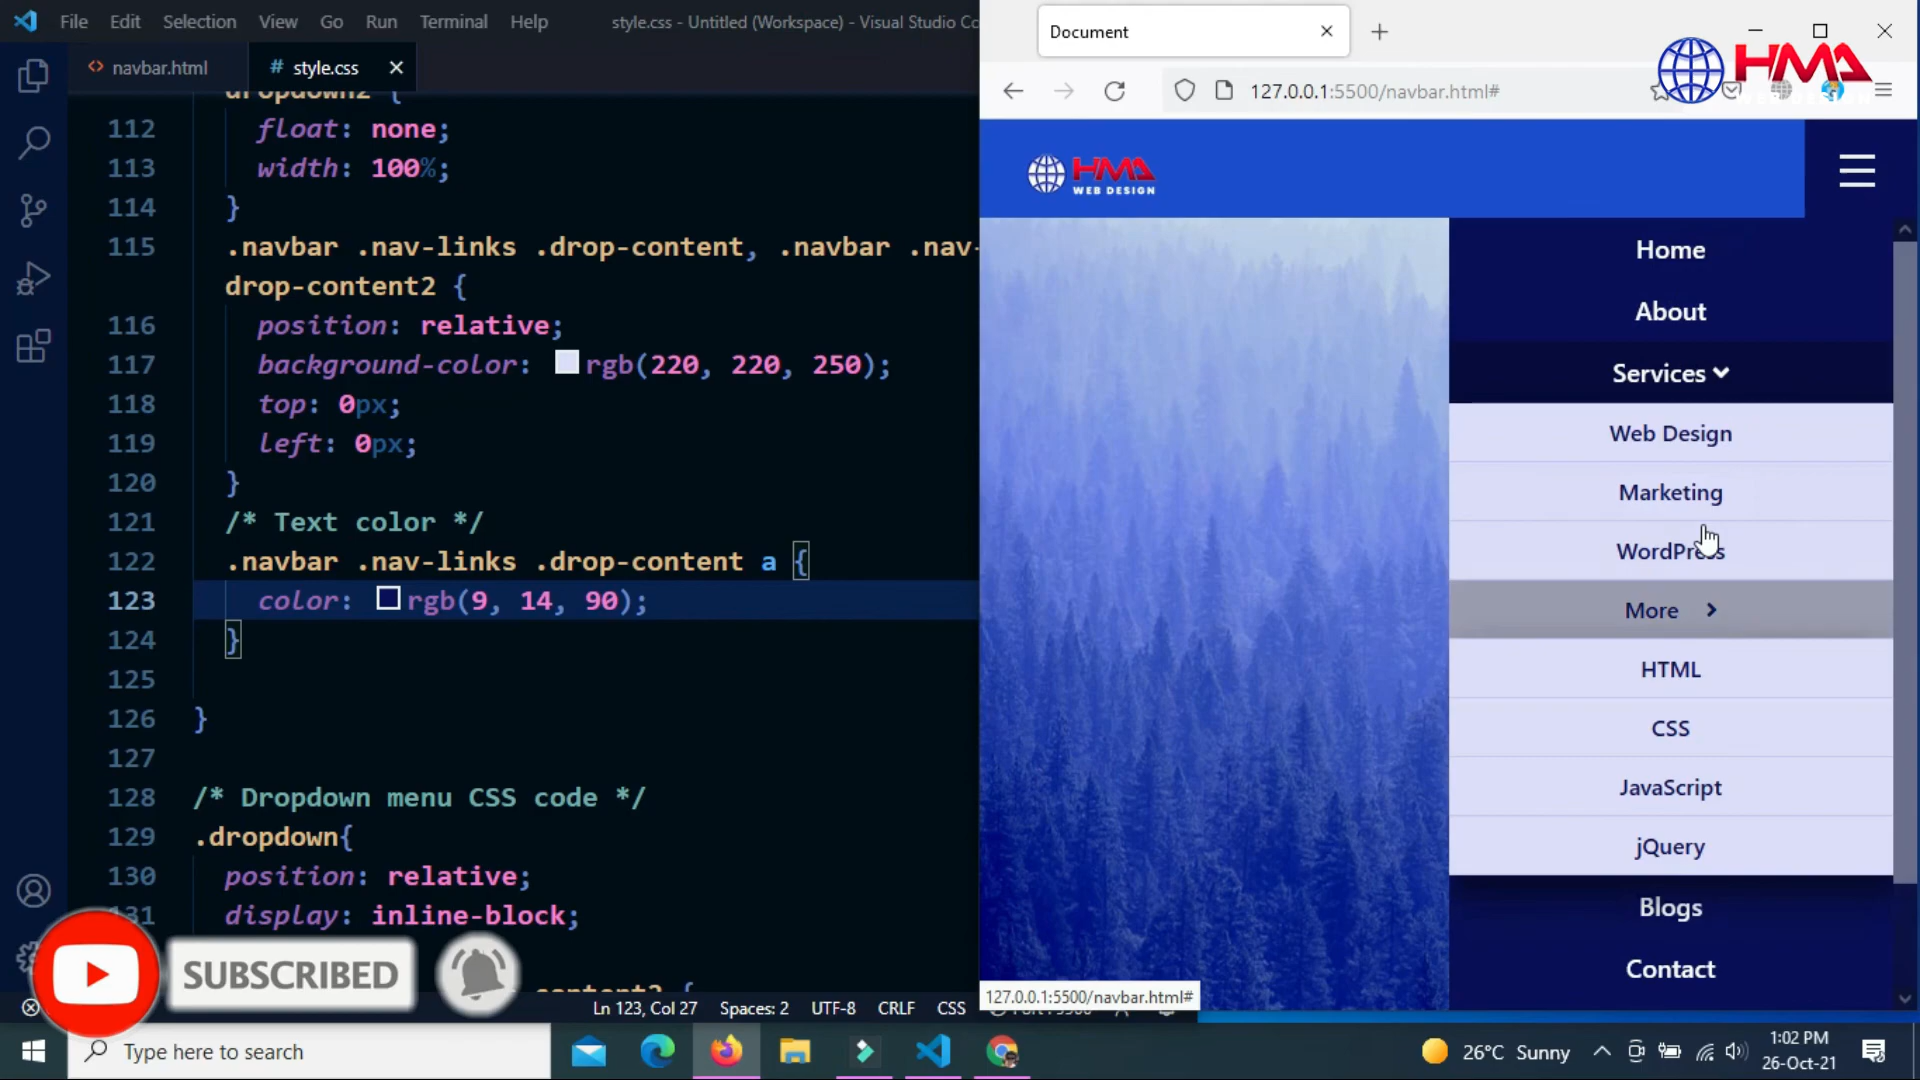 File Edit Selection View Go Run Terminal Help style.css - Untitled (Workspace) - Visual Studio Co
navbar.html style.css
dropdown2 {
112 float: none;
113 width: 100%;
114 }
115 .navbar .nav-links .drop-content, .navbar .nav-
drop-content2 {
116 position: relative;
117 background-color: rgb(220, 220, 250);
118 top: 0px;
119 left: 0px;
120 }
121 /* Text color */
122 .navbar .nav-links .drop-content a {
123 color: rgb(9, 14, 90);
124 }
125
126 }
127
128 /* Dropdown menu CSS code */
129 .dropdown{
130 position: relative;
131 display: inline-block;
SUBSCRIBED
Ln 123, Col 27 Spaces: 2 UTF-8 CRLF CSS
Document
127.0.0.1:5500/navbar.html#
HMA
HMA
WEB DESIGN
Home
About
Services
Web Design
Marketing
WordPress
More
HTML
CSS
JavaScript
jQuery
Blogs
Contact
127.0.0.1:5500/navbar.html#
Type here to search
26°C Sunny
1:02 PM
26-Oct-21